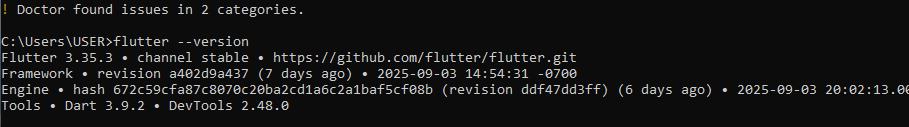 ! Doctor found issues in 2 categories.
C:\Users\USER>flutter --version
Flutter 3.35.3 • channel stable • https://github.com/flutter/flutter.git
Framework • revision a402d9a437 (7 days ago) • 2025-09-03 14:54:31 -0700
Engine • hash 672c59cfa87c8070c20ba2cd1a6c2a1baf5cf08b (revision ddf47dd3ff) (6 days ago) • 2025-09-03 20:02:13.00
Tools • Dart 3.9.2 • DevTools 2.48.0